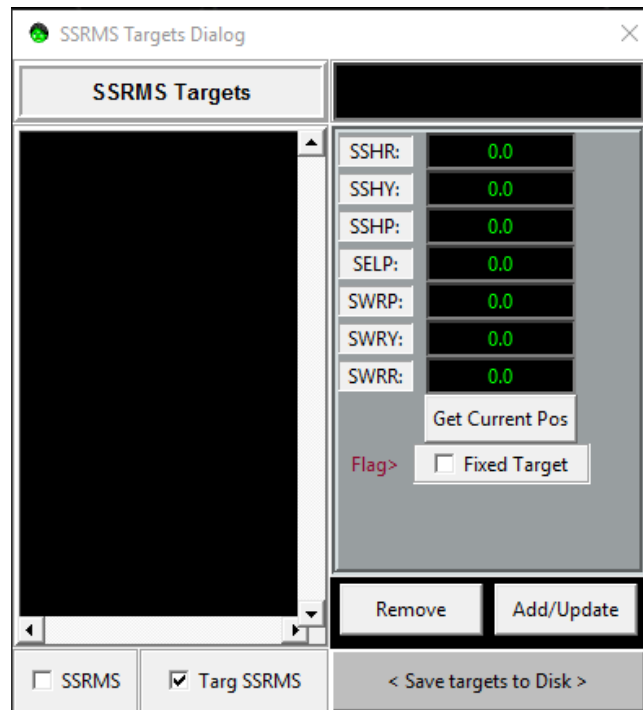 SSRMS Targets Dialog
SSRMS Targets
SSHR: 0.0
SSHY: 0.0
SSHP: 0.0
SELP: 0.0
SWRP: 0.0
SWRY: 0.0
SWRR: 0.0
Get Current Pos
Flag> Fixed Target
Remove Add/Update
SSRMS Targ SSRMS < Save targets to Disk >